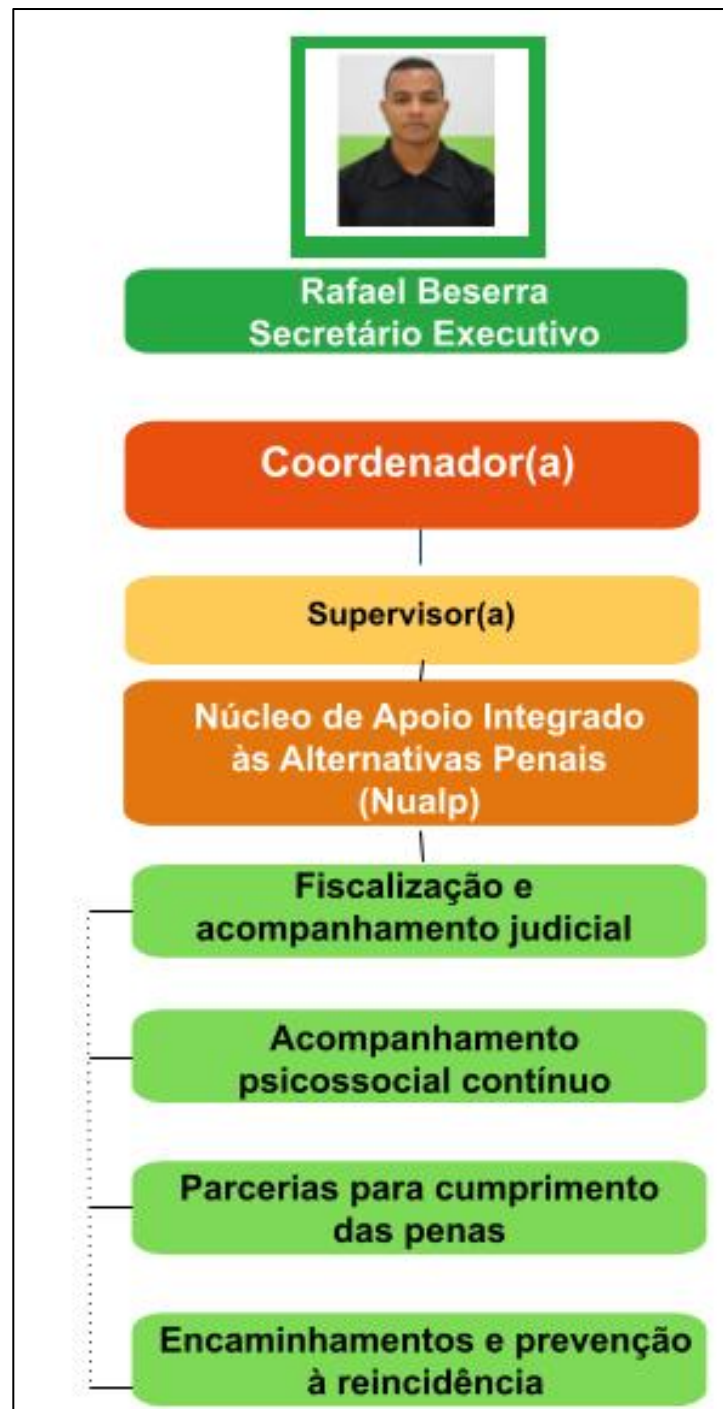 Rafael Beserra
Secretário Executivo
Coordenador(a)
Supervisor(a)
Núcleo de Apoio Integrado
às Alternativas Penais
(Nualp)
Fiscalização e
acompanhamento judicial
Acompanhamento
psicossocial contínuo
Parcerias para cumprimento
das penas
Encaminhamentos e prevenção
à reincidência